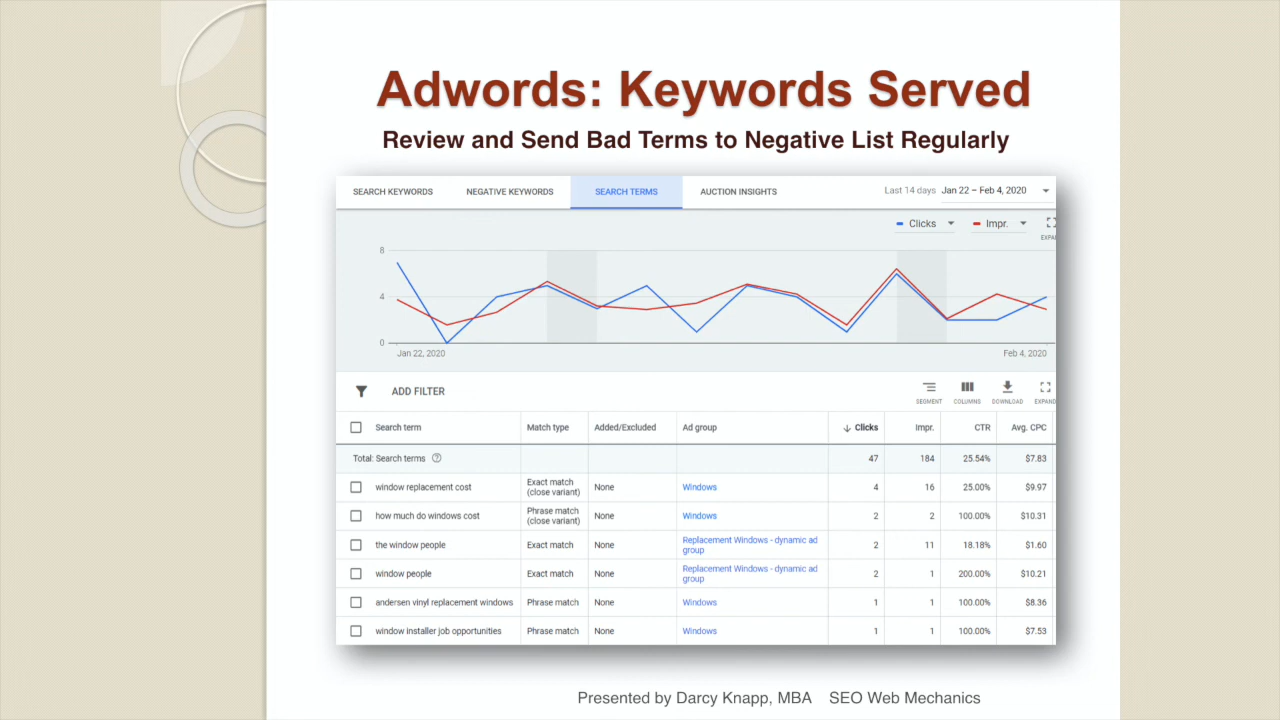 Adwords: Keywords Served
Review and Send Bad Terms to Negative List Regularly
SEARCH KEYWORDS NEGATIVE KEYWORDS SEARCH TERMS AUCTION INSIGHTS Last 14 days Jan 22 – Feb 4, 2020
Clicks Impr.
EXPAN
8
4
0
Jan 22, 2020 Feb 4, 2020
ADD FILTER
SEGMENT COLUMNS DOWNLOAD EXPAND
Search term Match type Added/Excluded Ad group Clicks Impr. CTR Avg. CPC
Total: Search terms 47 184 25.54% $7.83
window replacement cost Exact match (close variant) None Windows 4 16 25.00% $9.97
how much do windows cost Phrase match (close variant) None Windows 2 2 100.00% $10.31
the window people Exact match None Replacement Windows - dynamic ad group 2 11 18.18% $1.60
window people Exact match None Replacement Windows - dynamic ad group 2 1 200.00% $10.21
andersen vinyl replacement windows Phrase match None Windows 1 1 100.00% $8.36
window installer job opportunities Phrase match None Windows 1 1 100.00% $7.53
Presented by Darcy Knapp, MBA SEO Web Mechanics